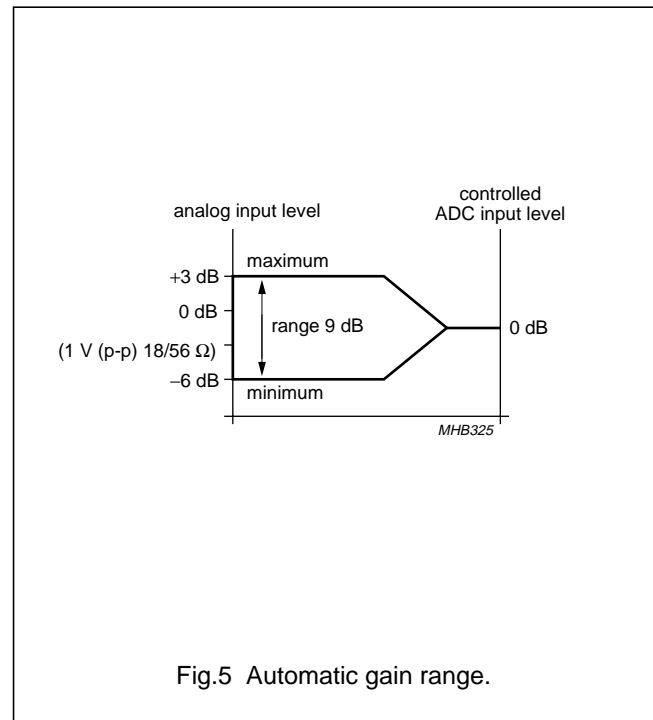 analog input level
controlled
ADC input level
+3 dB
maximum
0 dB
range 9 dB
0 dB
(1 V (p-p) 18/56 Ω)
−6 dB
minimum
MHB325
Fig.5 Automatic gain range.